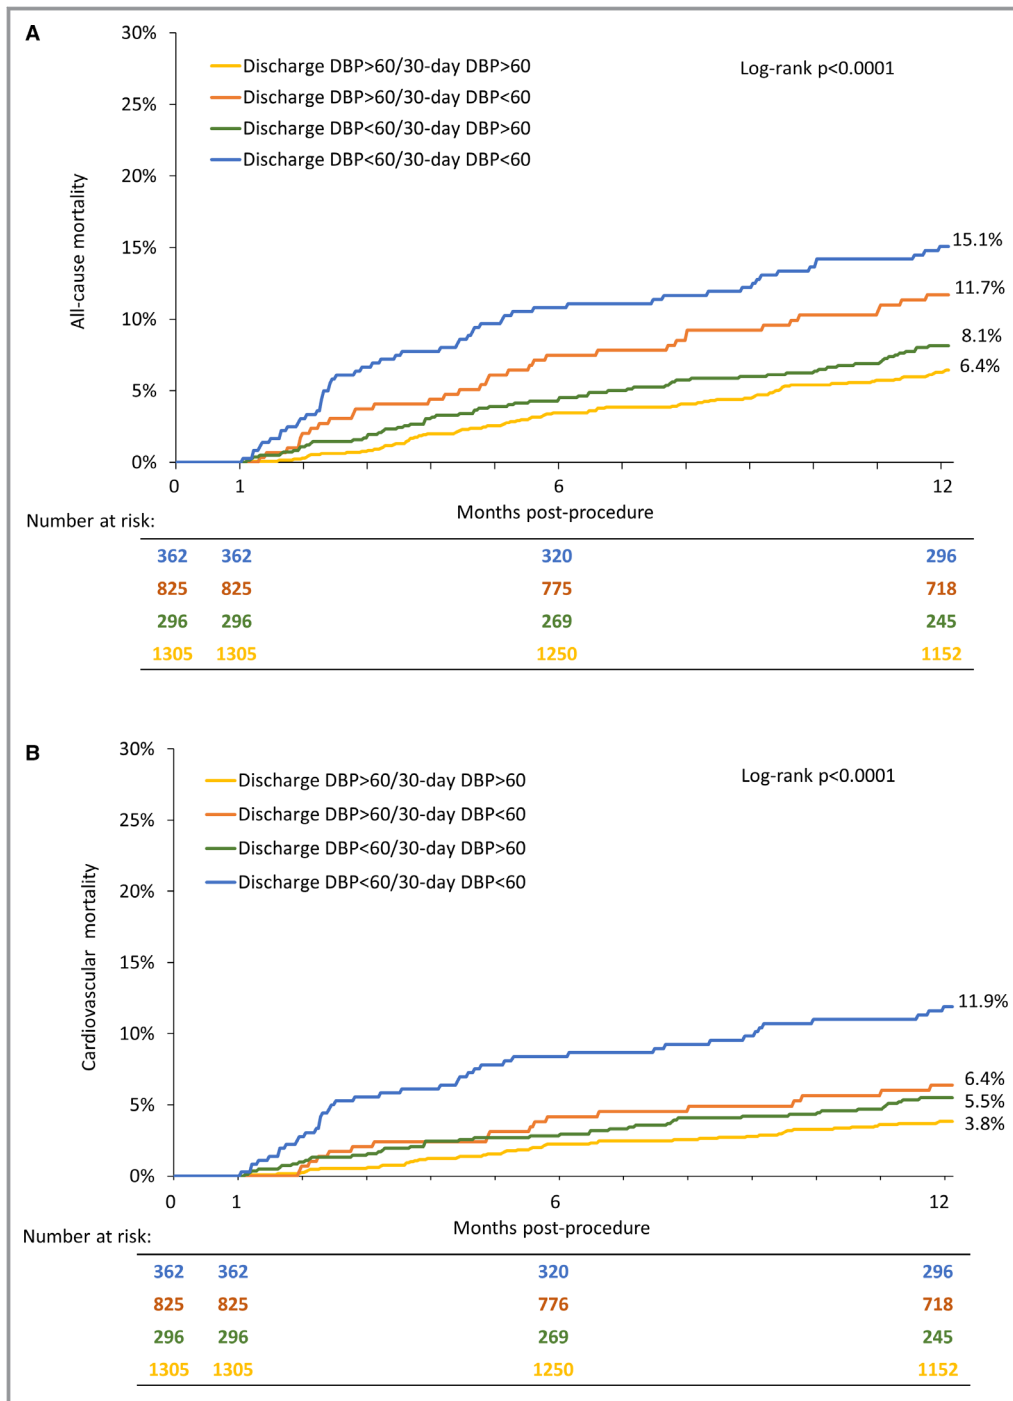 A
30%
25%
20%
15%
10%
5%
0%
All-cause mortality
Discharge DBP>60/30-day DBP>60
Discharge DBP>60/30-day DBP<60
Discharge DBP<60/30-day DBP>60
Discharge DBP<60/30-day DBP<60
Log-rank p<0.0001
15.1%
11.7%
8.1%
6.4%
0 1 6 12
Months post-procedure
Number at risk:
362 362 320 296
825 825 775 718
296 296 269 245
1305 1305 1250 1152
B
30%
25%
20%
15%
10%
5%
0%
Cardiovascular mortality
Discharge DBP>60/30-day DBP>60
Discharge DBP>60/30-day DBP<60
Discharge DBP<60/30-day DBP>60
Discharge DBP<60/30-day DBP<60
Log-rank p<0.0001
11.9%
6.4%
5.5%
3.8%
0 1 6 12
Months post-procedure
Number at risk:
362 362 320 296
825 825 776 718
296 296 269 245
1305 1305 1250 1152